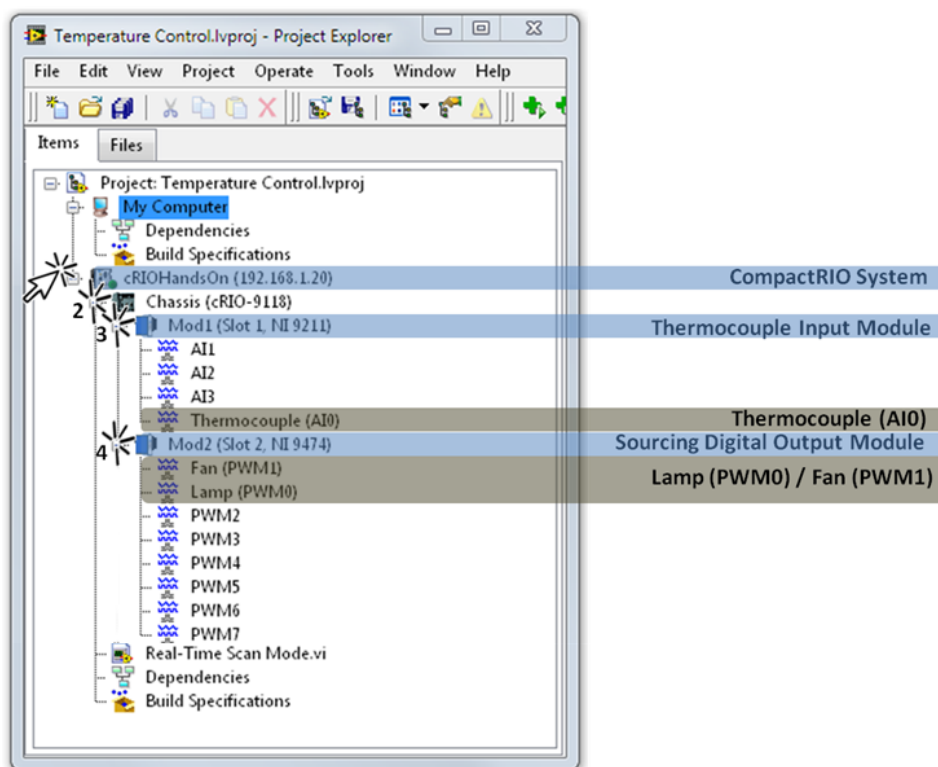 Temperature Control.lvproj - Project Explorer
File Edit View Project Operate Tools Window Help
Items Files
Project: Temperature Control.lvproj
My Computer
Dependencies
Build Specifications
cRIOHandsOn (192.168.1.20) CompactRIO System
2 Chassis (cRIO-9118)
3 Mod1 (Slot 1, NI 9211) Thermocouple Input Module
AI1
AI2
AI3
Thermocouple (AI0) Thermocouple (AI0)
4 Mod2 (Slot 2, NI 9474) Sourcing Digital Output Module
Fan (PWM1) Lamp (PWM0) / Fan (PWM1)
Lamp (PWM0)
PWM2
PWM3
PWM4
PWM5
PWM6
PWM7
Real-Time Scan Mode.vi
Dependencies
Build Specifications